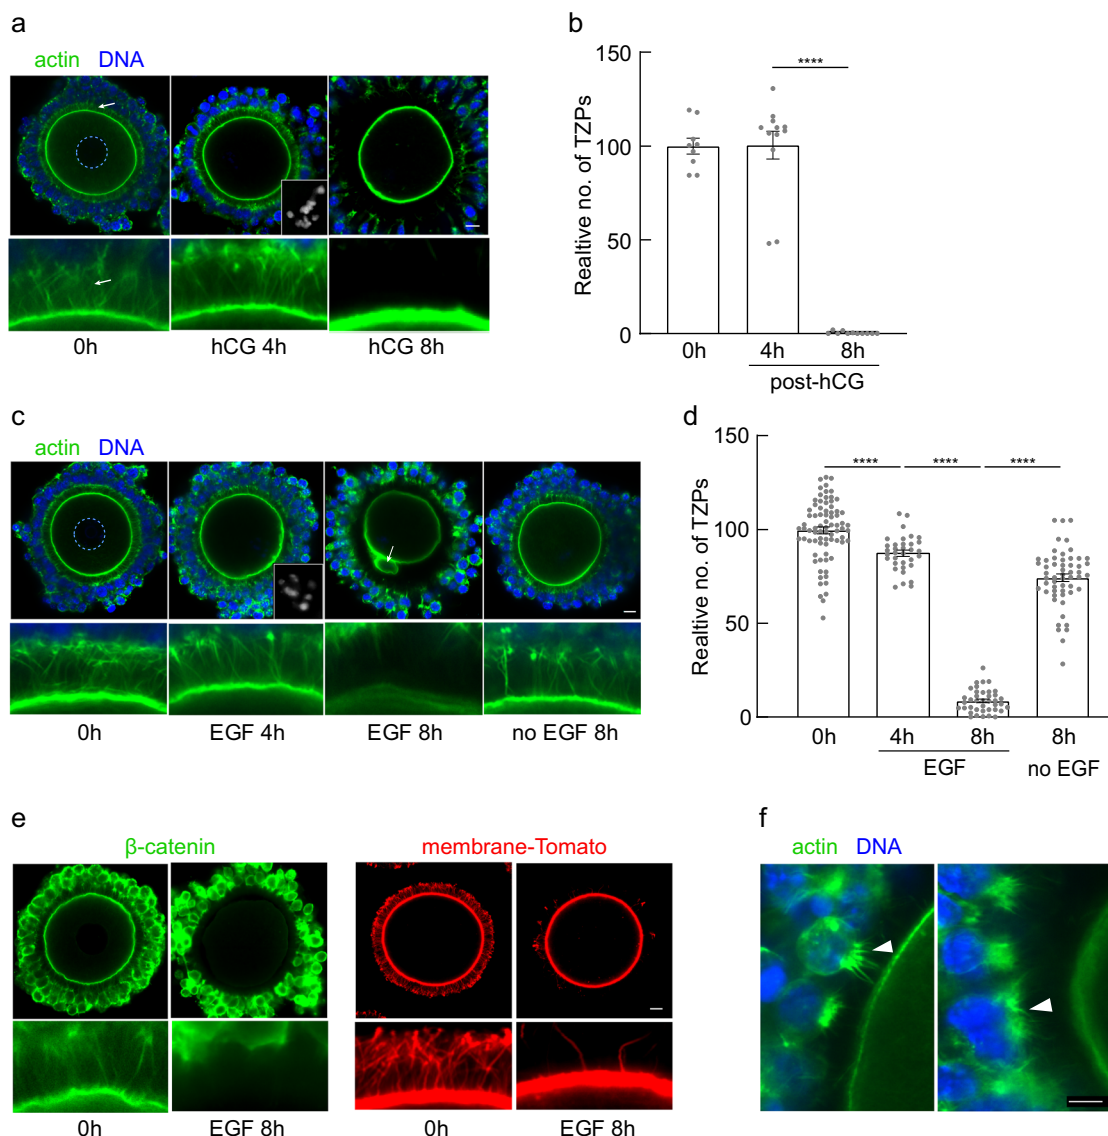 a
actin DNA
0h hCG 4h hCG 8h
b
Realtive no. of TZPs
150
100
50
0
****
0h 4h 8h
post-hCG
c
actin DNA
0h EGF 4h EGF 8h no EGF 8h
d
Realtive no. of TZPs
150
100
50
0
**** **** ****
0h 4h 8h 8h
EGF no EGF
e
β-catenin membrane-Tomato
0h EGF 8h 0h EGF 8h
f
actin DNA